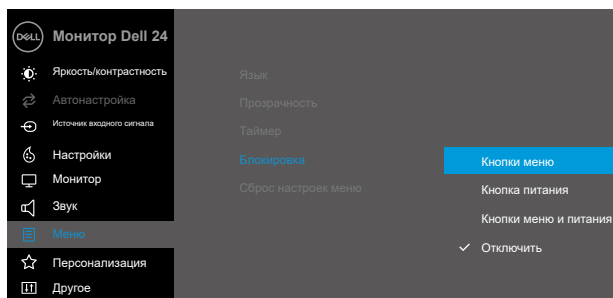 DELL Монитор Dell 24
Яркость/контрастность
Автонастройка
Источник входного сигнала
Настройки
Монитор
Звук
Меню
Персонализация
Другое
Язык
Прозрачность
Таймер
Блокировка
Сброс настроек меню
Кнопки меню
Кнопка питания
Кнопки меню и питания
Отключить